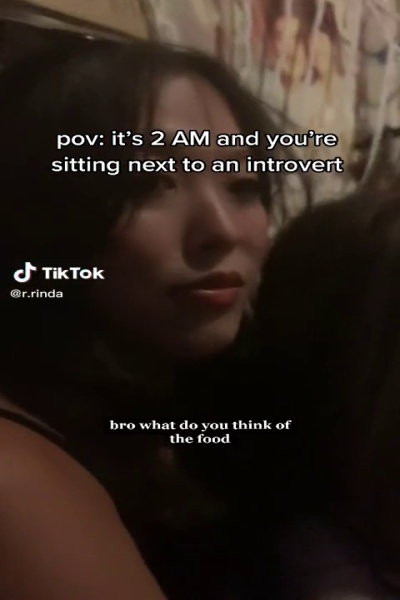 pov: it's 2 AM and you're
sitting next to an introvert
TikTok
@r.rinda
bro what do you think of
the food